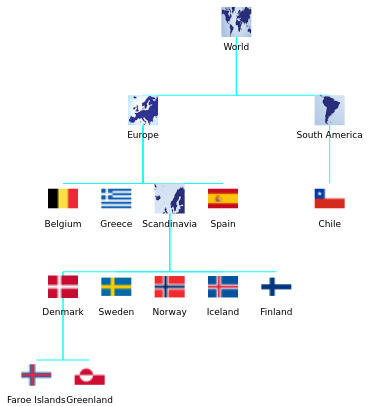 World
Europe
South America
Belgium
Greece
Scandinavia
Spain
Chile
Denmark
Sweden
Norway
Iceland
Finland
Faroe Islands
Greenland